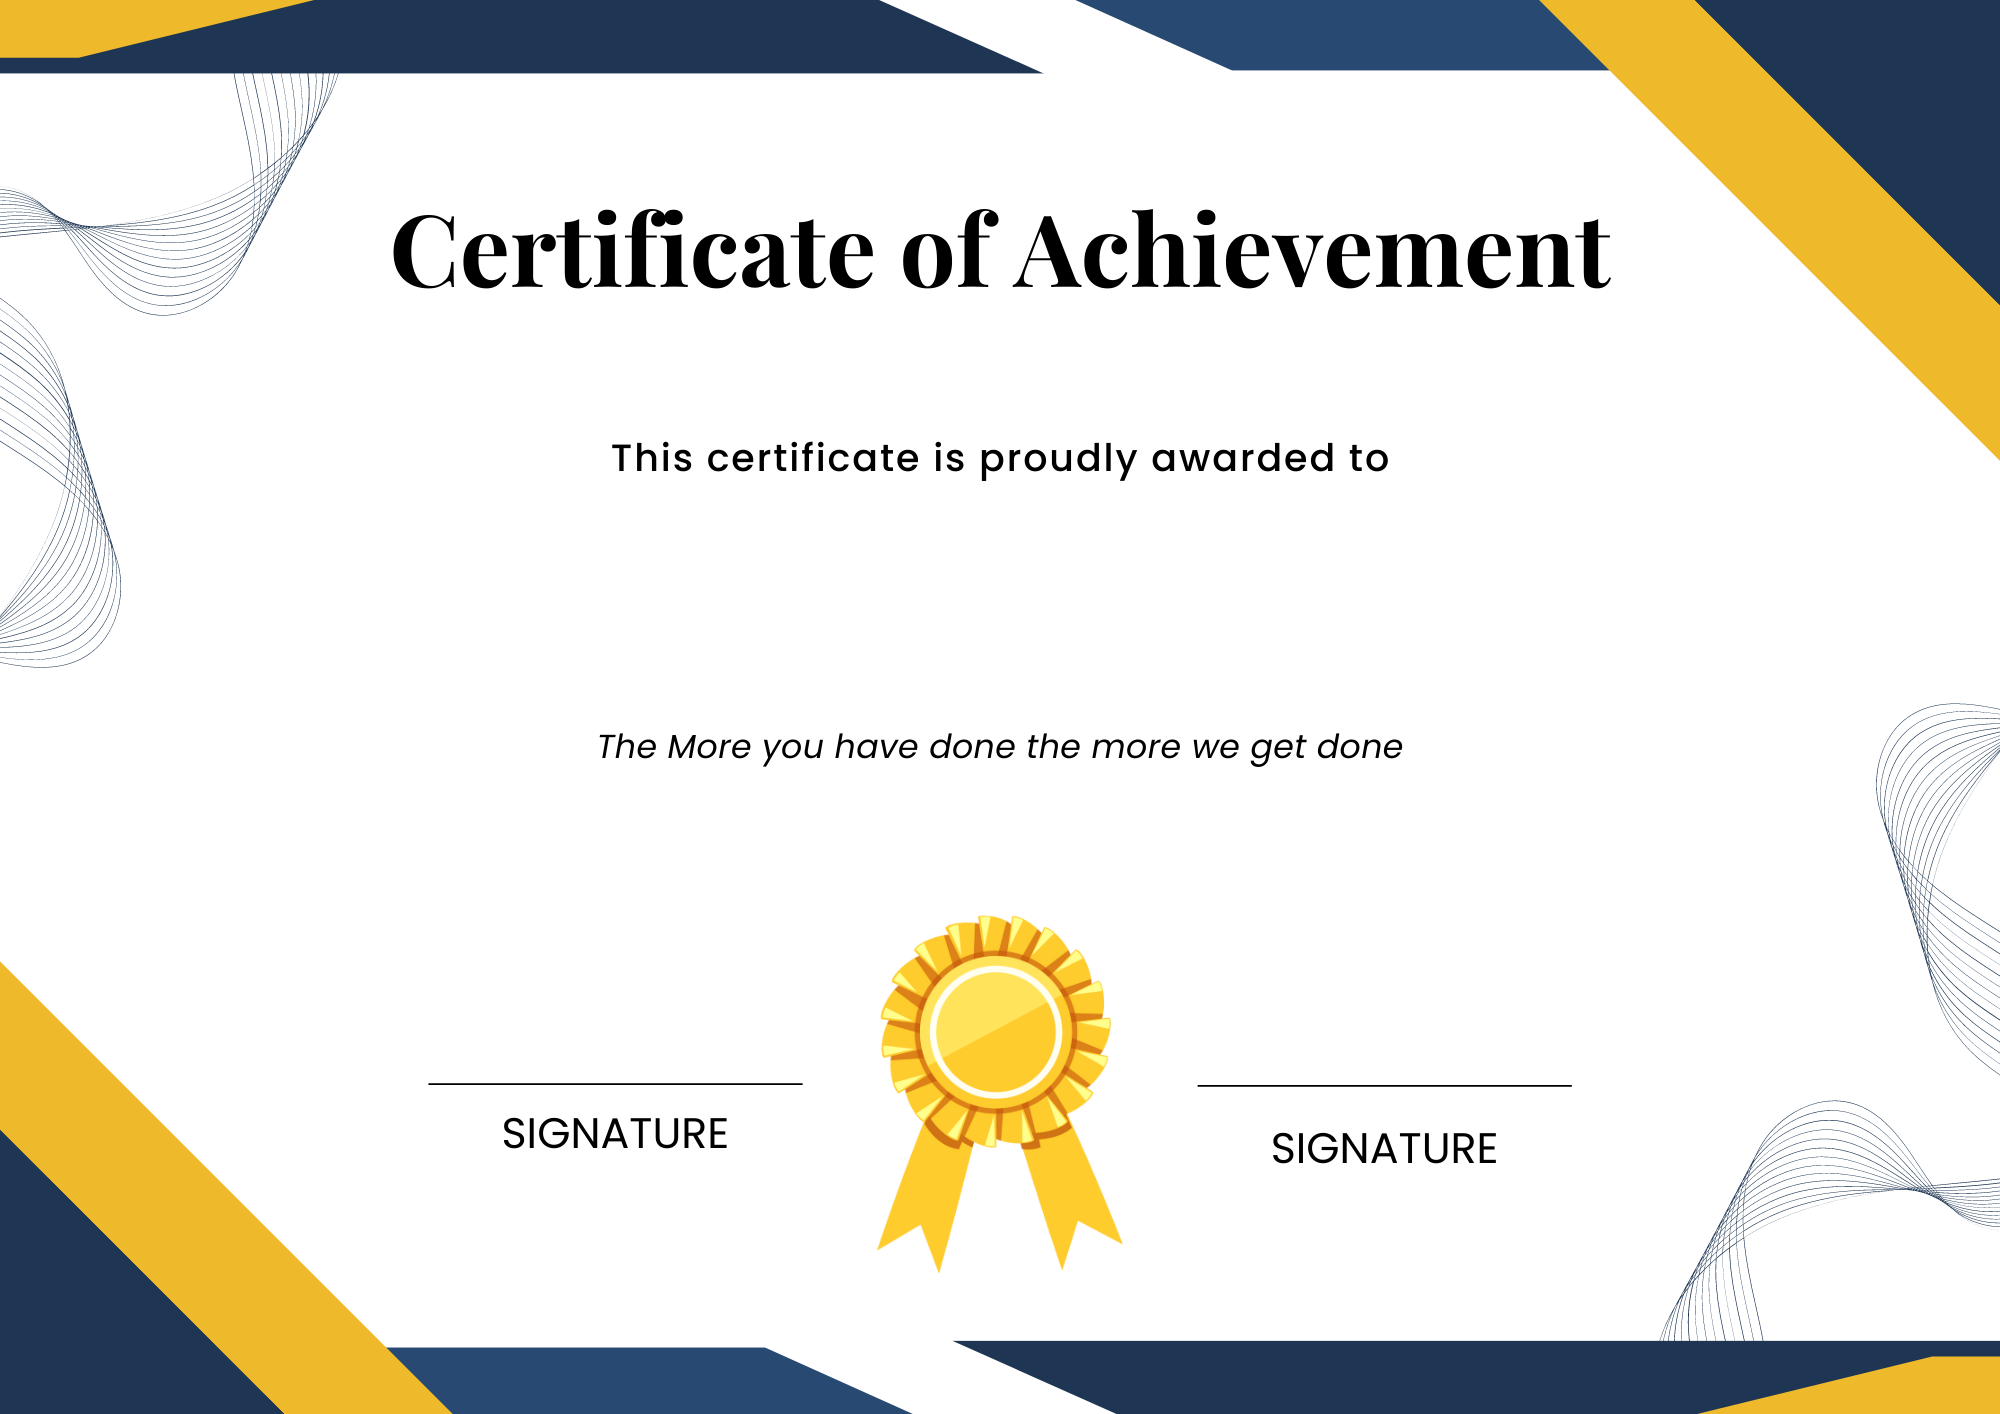 Certificate of Achievement
This certificate is proudly awarded to
The More you have done the more we get done
SIGNATURE
SIGNATURE